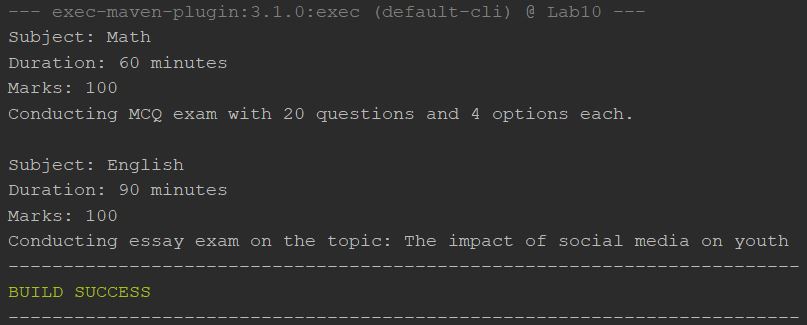 --- exec-maven-plugin:3.1.0:exec (default-cli) @ Lab10 ---
Subject: Math
Duration: 60 minutes
Marks: 100
Conducting MCQ exam with 20 questions and 4 options each.

Subject: English
Duration: 90 minutes
Marks: 100
Conducting essay exam on the topic: The impact of social media on youth
------------------------------------------------------------------------
BUILD SUCCESS
------------------------------------------------------------------------